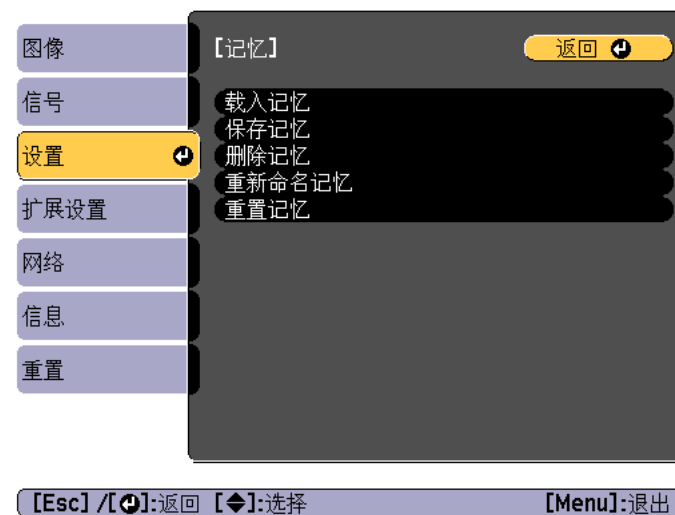 图像
信号
设置
扩展设置
网络
信息
重置
【记忆】
返回
载入记忆
保存记忆
删除记忆
重新命名记忆
重置记忆
[Esc] /[ ]:返回 [ ]:选择 [Menu]:退出